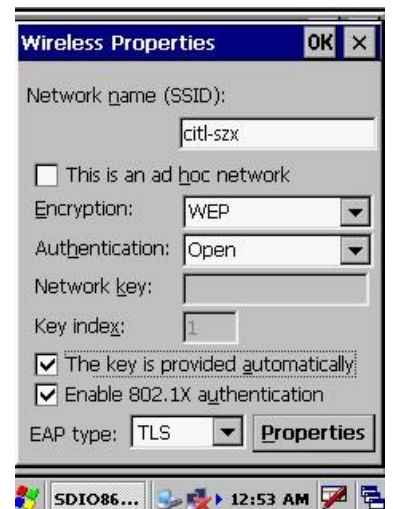 Wireless Properties OK ×
Network name (SSID):
citl-szx
This is an ad hoc network
Encryption: WEP
Authentication: Open
Network key:
Key index: 1
The key is provided automatically
Enable 802.1X authentication
EAP type: TLS Properties
SDIO86... 12:53 AM